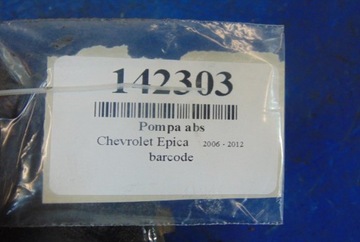 142303
Pompa abs
Chevrolet Epica 2006 - 2012
barcode